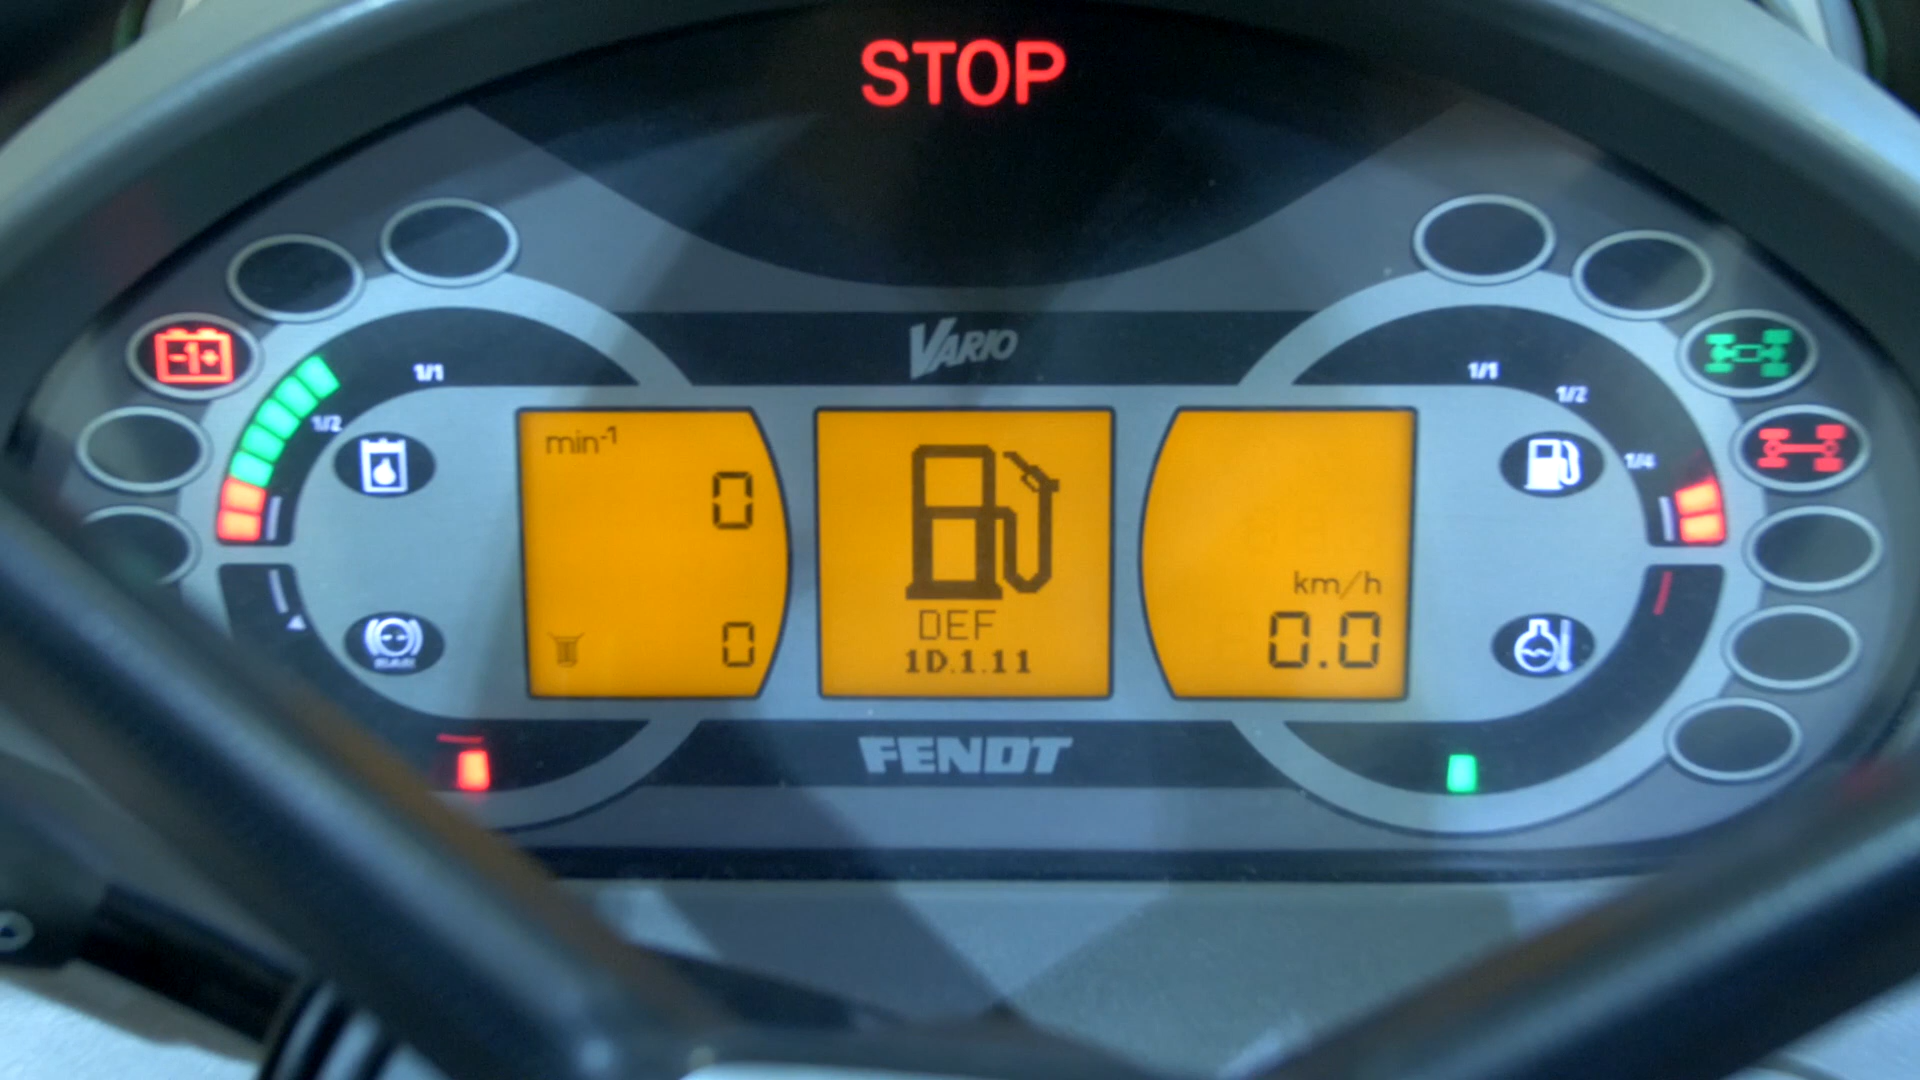 STOP
VARIO
1/1
1/2
1/1
1/2
1/4
-1+
min-1
0
0
DEF
1D.1.11
km/h
0.0
FENDT